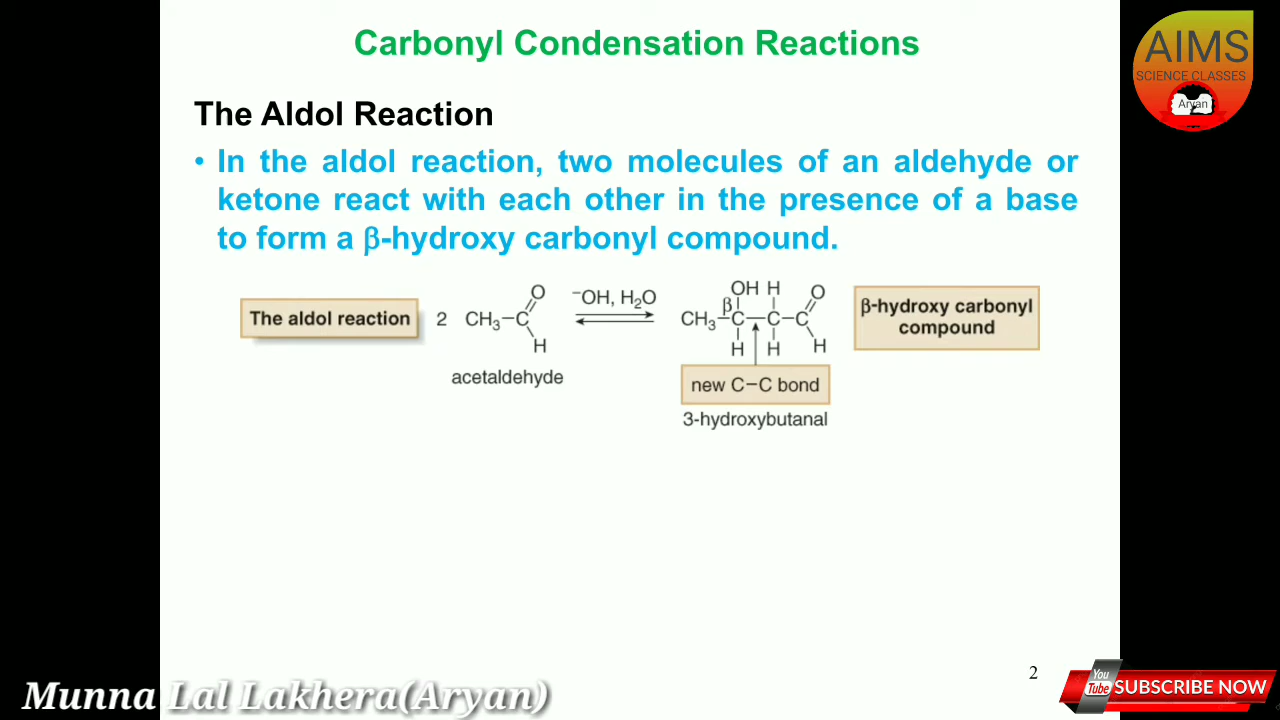 Carbonyl Condensation Reactions
AIMS
SCIENCE CLASSES
Aryan
The Aldol Reaction
• In the aldol reaction, two molecules of an aldehyde or
ketone react with each other in the presence of a base
to form a β-hydroxy carbonyl compound.
The aldol reaction
2 CH₃–C
O
H
acetaldehyde
⁻OH, H₂O
OH H O
β
CH₃–C–C–C
H H H
new C–C bond
3-hydroxybutanal
β-hydroxy carbonyl
compound
2
Munna Lal Lakhera(Aryan)
You
Tube
SUBSCRIBE NOW